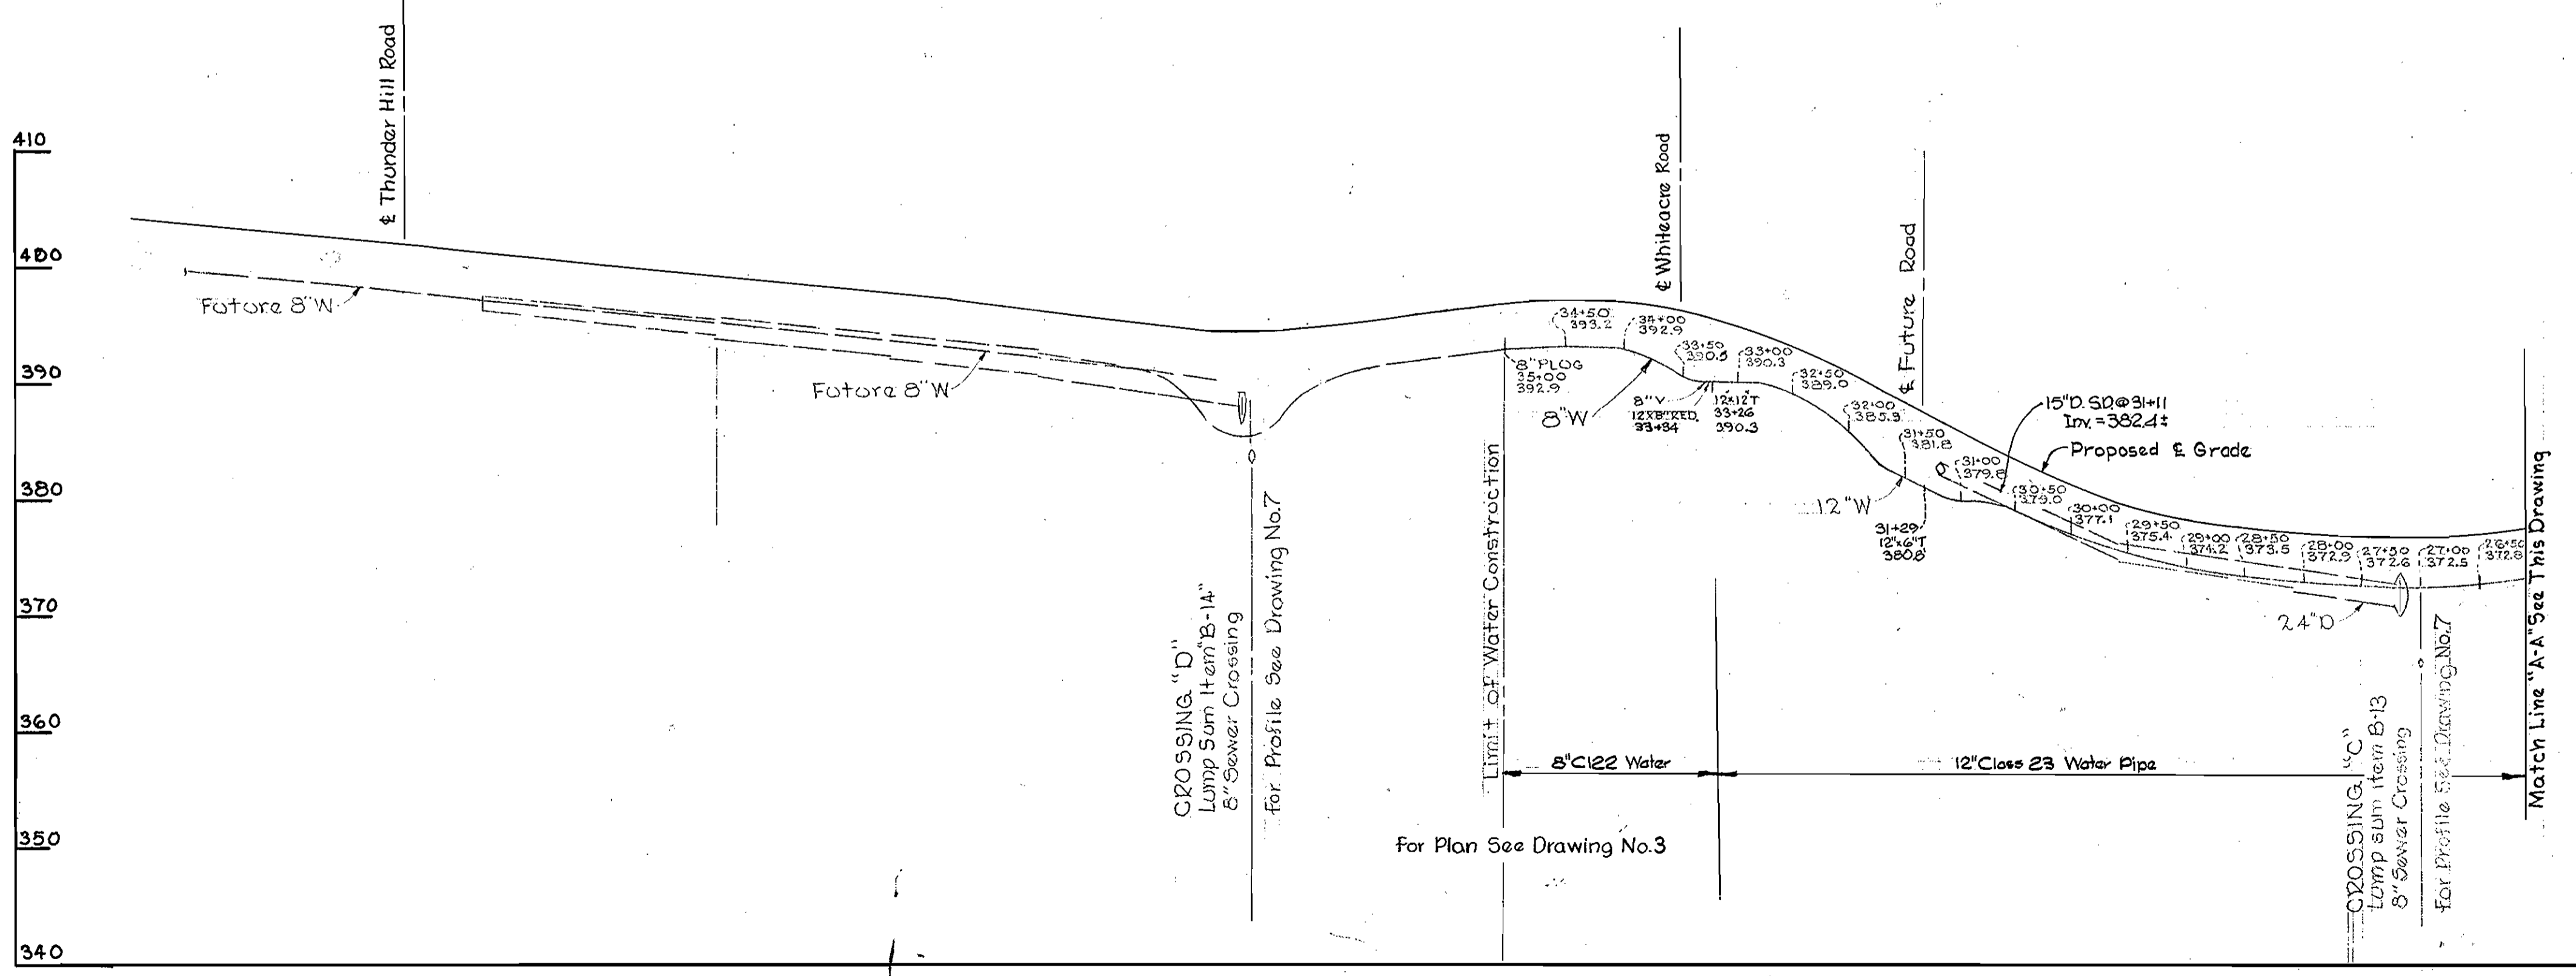 410
400
390
380
370
360
350
340
℄ Thunder Hill Road
Future 8"W
Future 8"W
CROSSING "D"
Lump Sum Item "B-14"
8" Sewer Crossing
For Profile See Drawing No.7
Limit of Water Construction
8" PLUG
35+00
392.9
34+50
393.2
34+00
392.9
8"W
℄ Whiteacre Road
33+50
390.5
8"V
12x8"RED.
33+34
12x12T
33+26
390.3
33+00
390.3
32+50
389.0
32+00
385.3
31+50
381.8
12"W
31+29
12"x6"T
380.8
℄ Future Road
31+00
379.8
15"D. S.D.@31+11
Inv.=382.4±
Proposed ℄ Grade
30+50
379.0
30+00
377.1
29+50
375.4
29+00
374.2
28+50
373.5
28+00
372.9
27+50
372.6
27+00
372.5
26+50
372.8
24"D
8"Cl22 Water
12"Class 23 Water Pipe
For Plan See Drawing No.3
CROSSING "C"
Lump sum item B-13
8" Sewer Crossing
For Profile See Drawing No.7
Match Line "A-A" See This Drawing